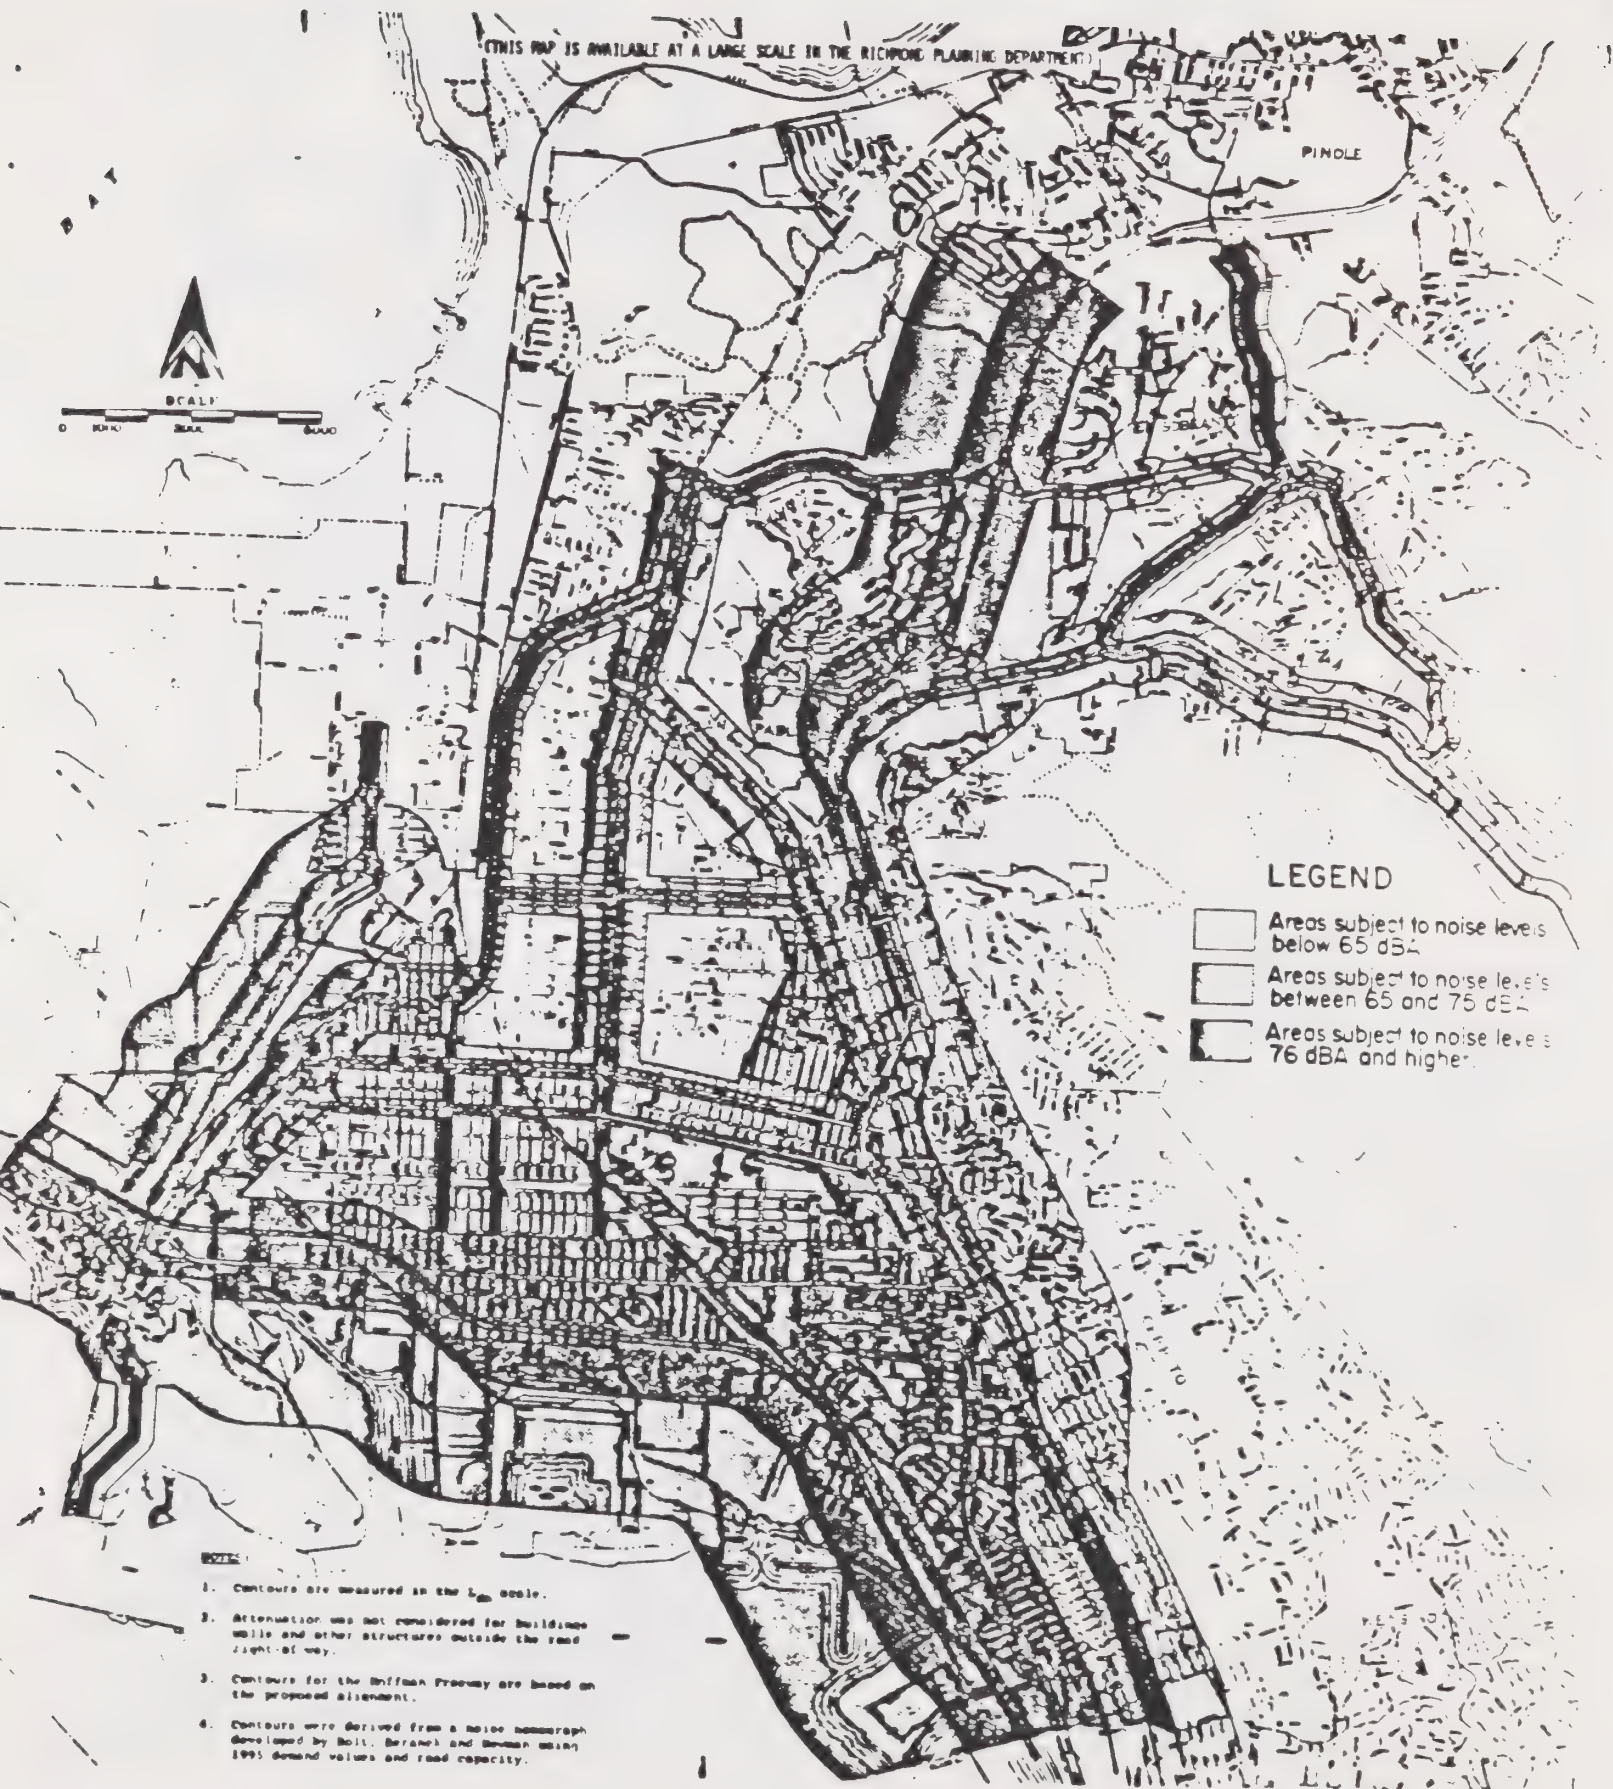 (THIS MAP IS AVAILABLE AT A LARGE SCALE IN THE RICHMOND PLANNING DEPARTMENT)
PINOLE
BAY
SCALE
0 1000 3000 6000
LEGEND
Areas subject to noise levels
below 65 dBA
Areas subject to noise levels
between 65 and 75 dBA
Areas subject to noise levels
76 dBA and higher
NOTES:
1. Contours are measured in the Ldn scale.
2. Attenuation was not considered for buildings
walls and other structures outside the road
right-of way.
3. Contours for the Hoffman Freeway are based on
the proposed alignment.
4. Contours were derived from a noise nomograph
developed by Bolt, Beranek and Newman using
1995 demand values and road capacity.